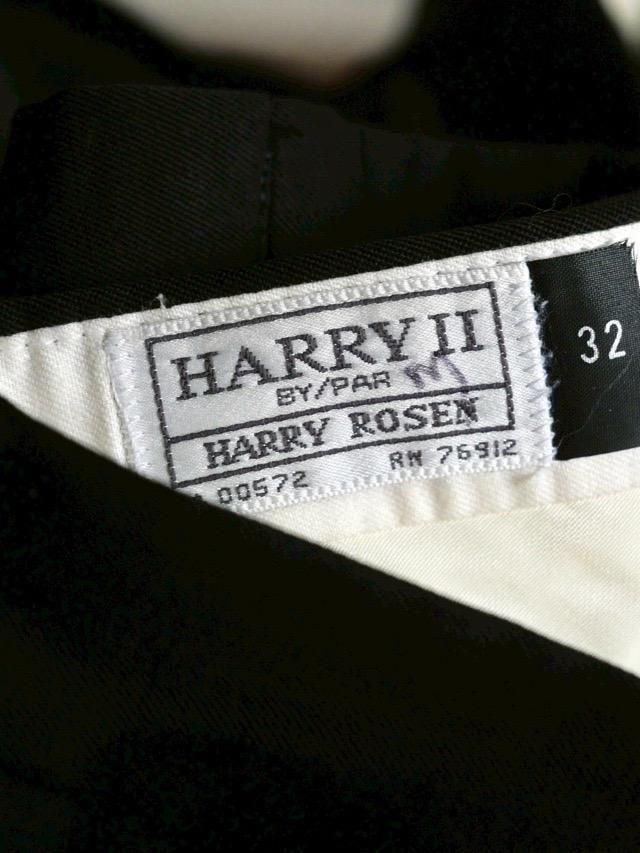 HARRY II
BY/PAR
HARRY ROSEN
00572 RN 76912
32